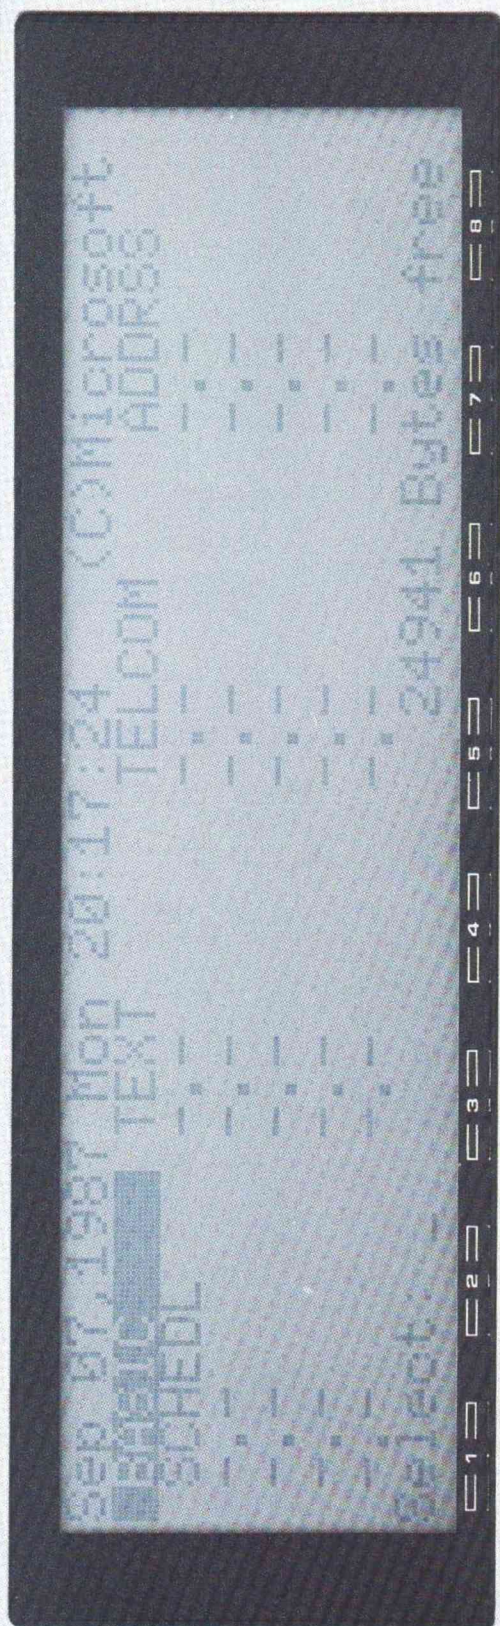 Sep 07,1987 Mon 20:17:24 (C)Microsoft
BASIC TEXT TELCOM ADDRSS
SCHEDL -.- -.- -.-
-.- -.- -.- -.-
-.- -.- -.- -.-
-.- -.- -.- -.-
-.- -.- -.- -.-
Select: _ 24941 Bytes free
1 2 3 4 5 6 7 8